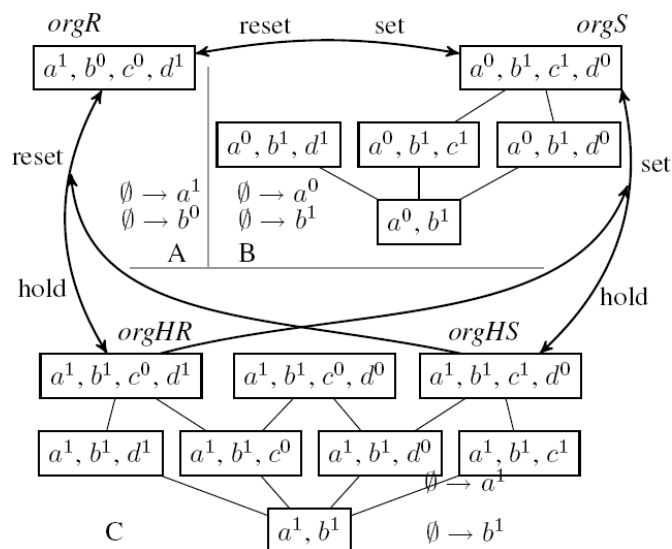 orgR reset set orgS
a¹, b⁰, c⁰, d¹ a⁰, b¹, c¹, d⁰
reset a⁰, b¹, d¹ a⁰, b¹, c¹ a⁰, b¹, d⁰ set
∅ → a¹ ∅ → a⁰
∅ → b⁰ ∅ → b¹ a⁰, b¹
A B
hold hold
orgHR orgHS
a¹, b¹, c⁰, d¹ a¹, b¹, c⁰, d⁰ a¹, b¹, c¹, d⁰
a¹, b¹, d¹ a¹, b¹, c⁰ a¹, b¹, d⁰ a¹, b¹, c¹
∅ → a¹
C a¹, b¹ ∅ → b¹